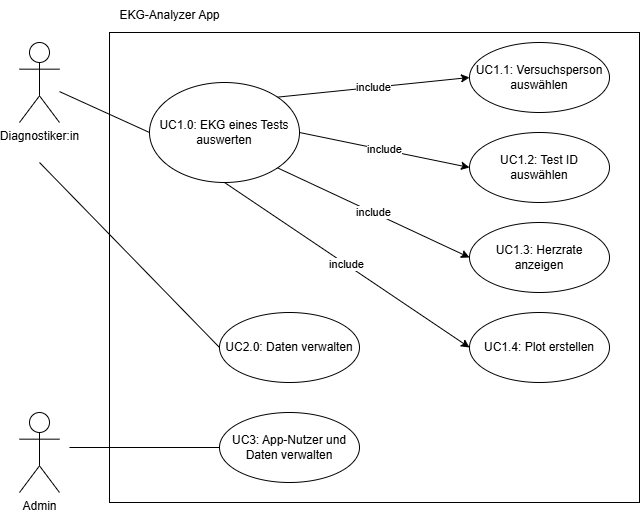 EKG-Analyzer App
Diagnostiker:in
UC1.0: EKG eines Tests
auswerten
include
UC1.1: Versuchsperson
auswählen
include
UC1.2: Test ID
auswählen
include
UC1.3: Herzrate
anzeigen
include
UC1.4: Plot erstellen
UC2.0: Daten verwalten
UC3: App-Nutzer und
Daten verwalten
Admin